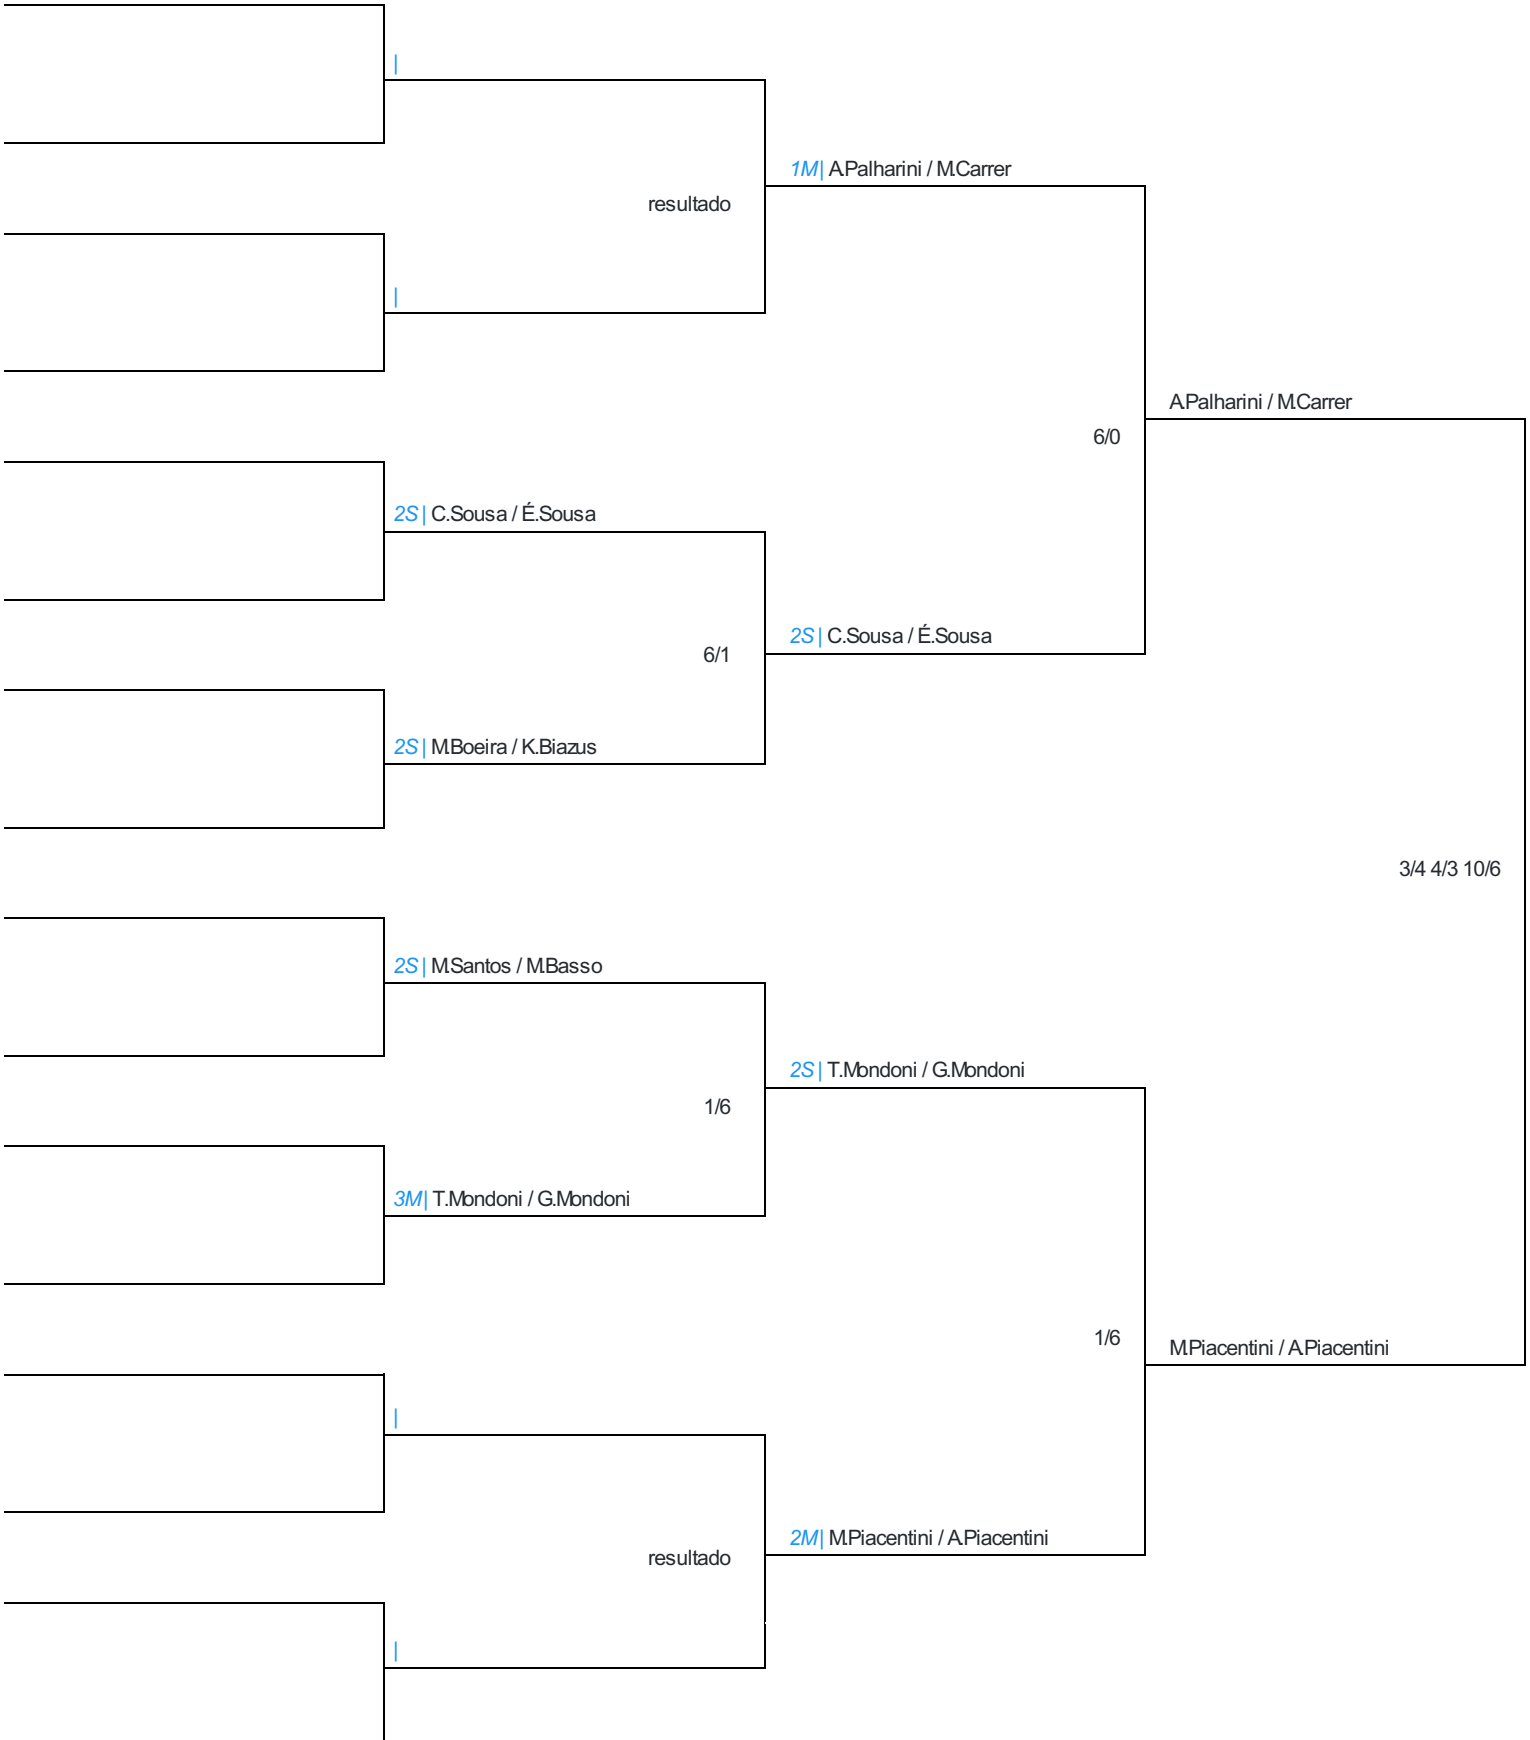 |
1M| A.Palharini / M.Carrer
resultado
|
A.Palharini / M.Carrer
6/0
2S| C.Sousa / É.Sousa
2S| C.Sousa / É.Sousa
6/1
2S| M.Boeira / K.Biazus
3/4 4/3 10/6
2S| M.Santos / M.Basso
2S| T.Mondoni / G.Mondoni
1/6
3M| T.Mondoni / G.Mondoni
1/6
M.Piacentini / A.Piacentini
|
2M| M.Piacentini / A.Piacentini
resultado
|